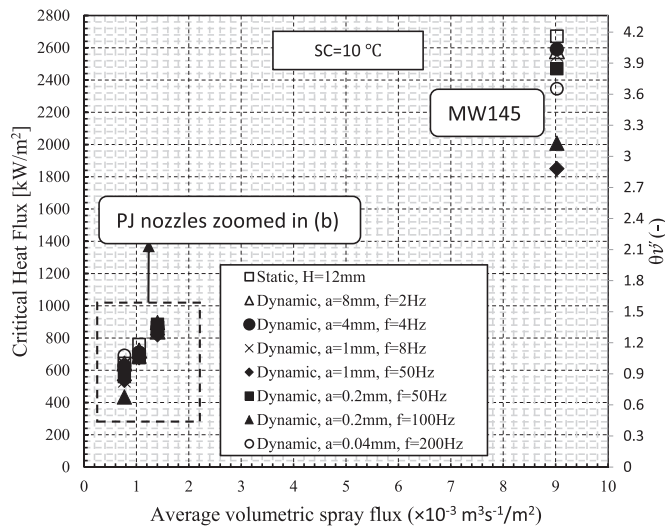 2800
2600
2400
2200
2000
1800
1600
1400
1200
1000
800
600
400
200
0
Crititcal Heat Flux [kW/m²]
SC=10 °C
MW145
PJ nozzles zoomed in (b)
Static, H=12mm
Dynamic, a=8mm, f=2Hz
Dynamic, a=4mm, f=4Hz
Dynamic, a=1mm, f=8Hz
Dynamic, a=1mm, f=50Hz
Dynamic, a=0.2mm, f=50Hz
Dynamic, a=0.2mm, f=100Hz
Dynamic, a=0.04mm, f=200Hz
4.2
3.9
3.6
3.3
3
2.7
2.4
2.1
1.8
1.5
1.2
0.9
0.6
0.3
0
0 1 2 3 4 5 6 7 8 9 10
Average volumetric spray flux (×10⁻³ m³s⁻¹/m²)